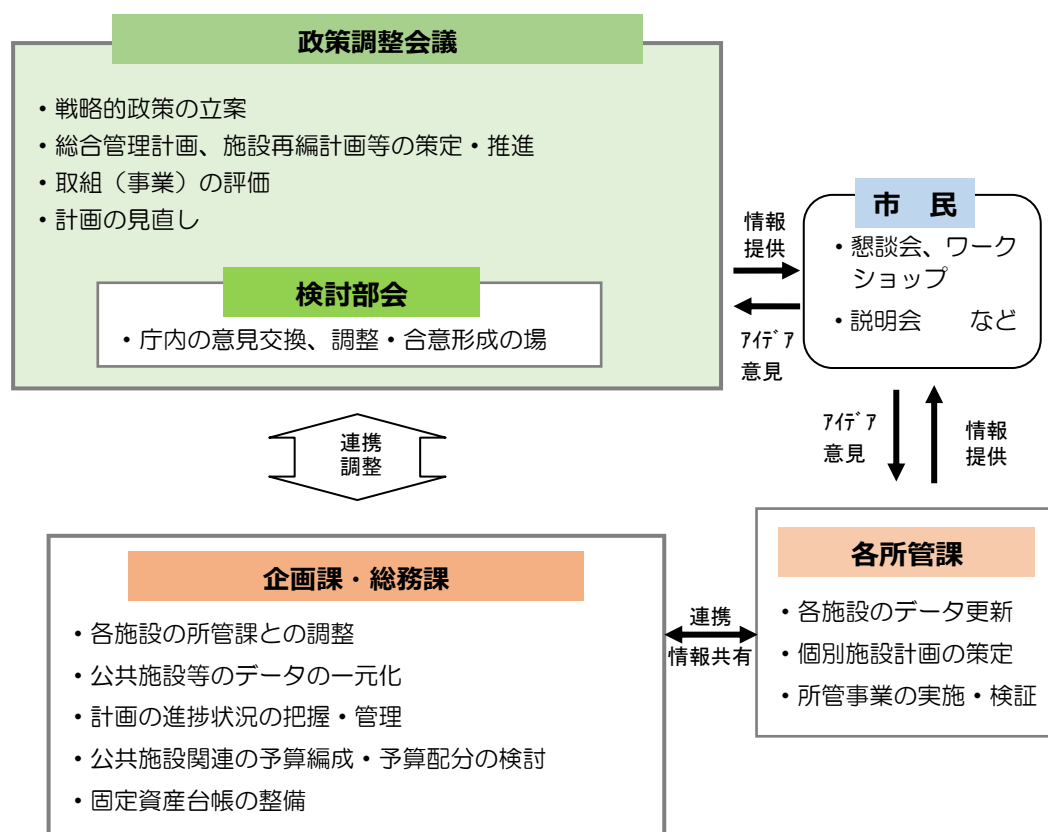 政策調整会議
・戦略的政策の立案
・総合管理計画、施設再編計画等の策定・推進
・取組（事業）の評価
・計画の見直し
検討部会
・庁内の意見交換、調整・合意形成の場
情報
提供
ｱｲﾃﾞｱ
意見
市　民
・懇談会、ワーク
ショップ
・説明会　　など
連携
調整
ｱｲﾃﾞｱ
意見
情報
提供
企画課・総務課
・各施設の所管課との調整
・公共施設等のデータの一元化
・計画の進捗状況の把握・管理
・公共施設関連の予算編成・予算配分の検討
・固定資産台帳の整備
連携
情報共有
各所管課
・各施設のデータ更新
・個別施設計画の策定
・所管事業の実施・検証